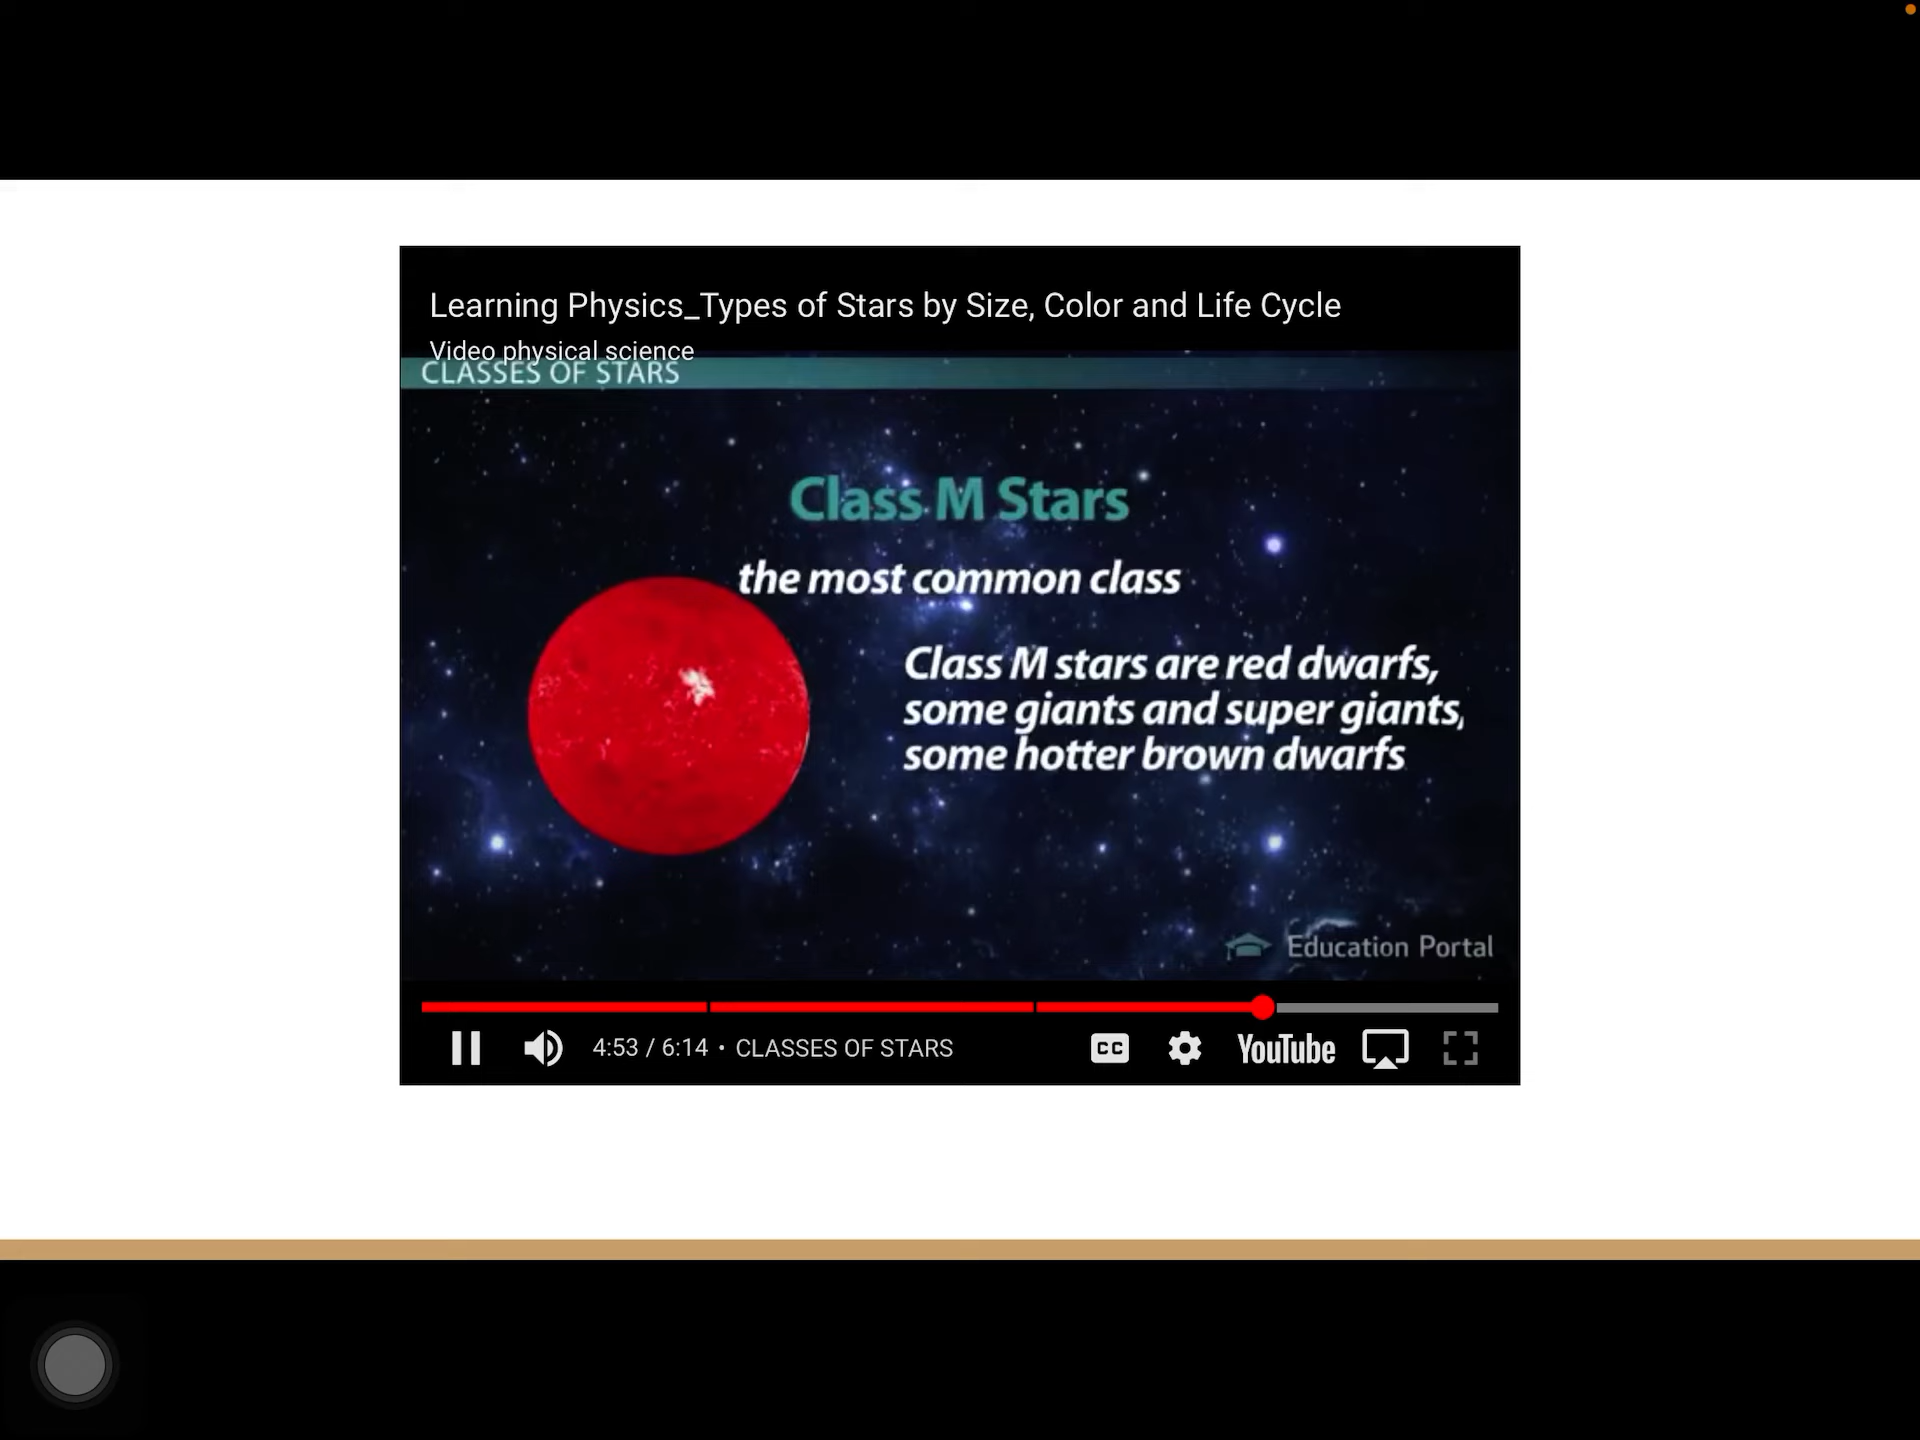 Learning Physics_Types of Stars by Size, Color and Life Cycle
Video physical science
CLASSES OF STARS
Class M Stars
the most common class
Class M stars are red dwarfs,
some giants and super giants,
some hotter brown dwarfs
Education Portal
4:53 / 6:14 • CLASSES OF STARS
CC
YouTube